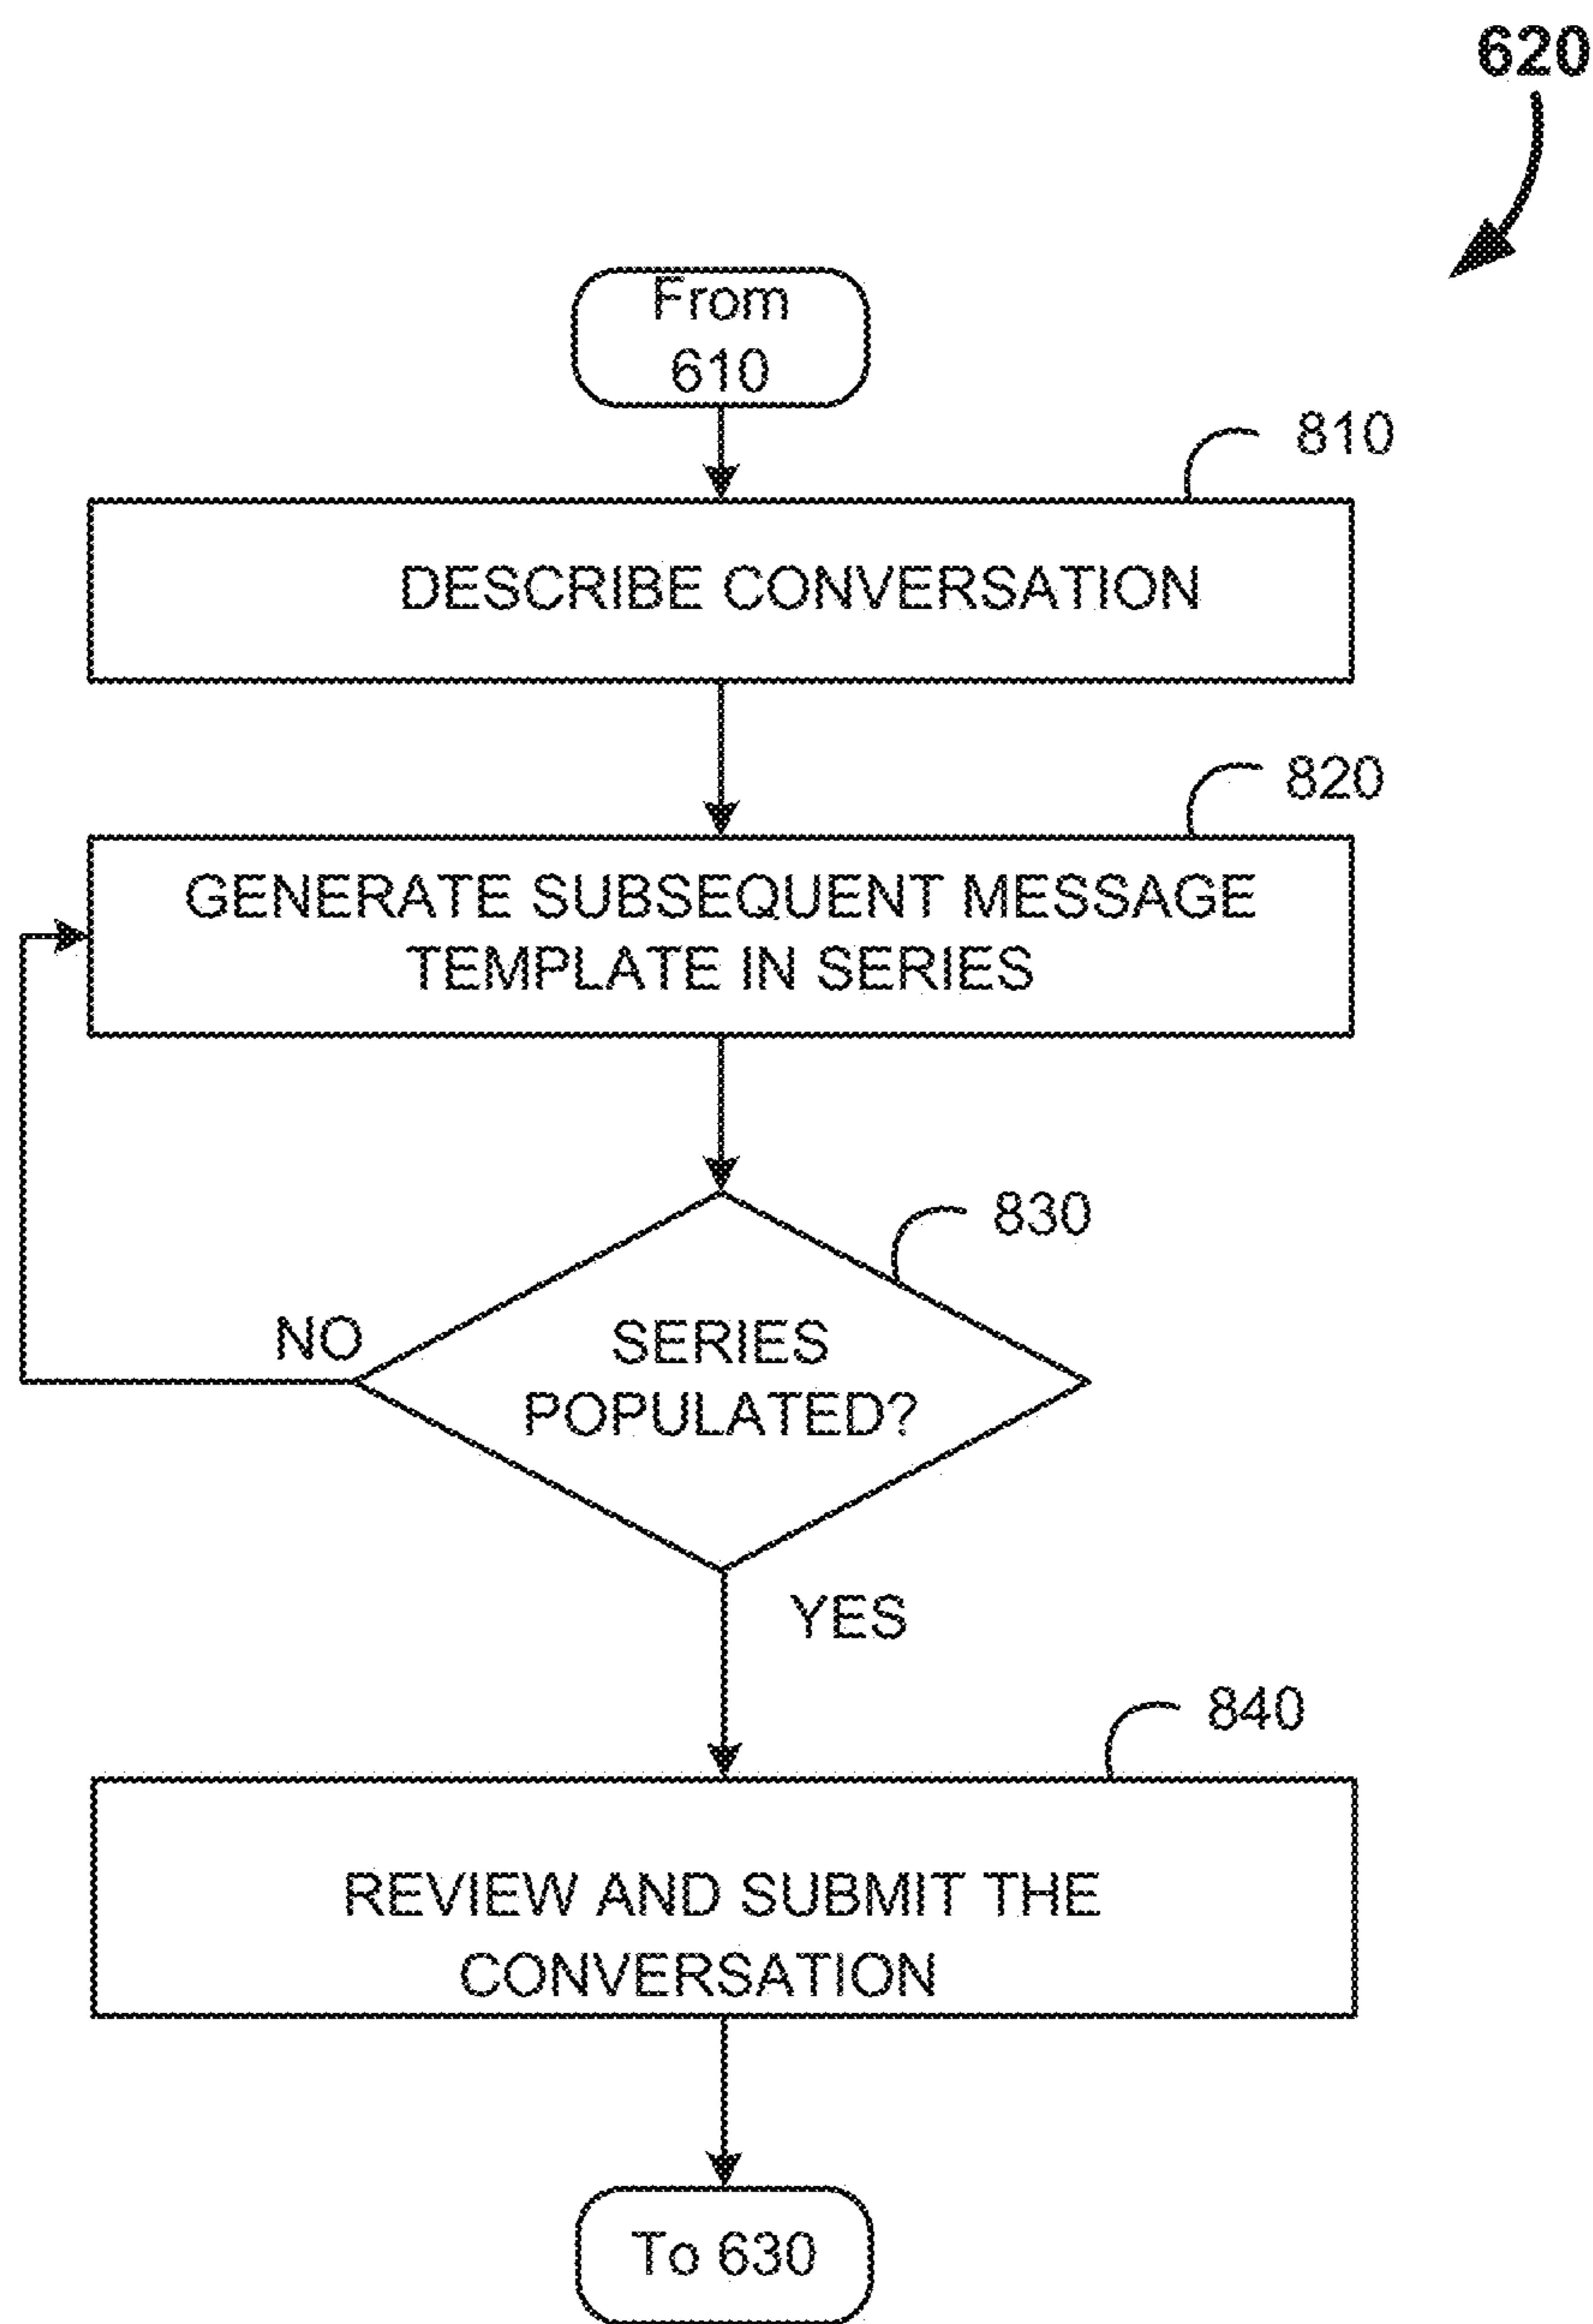 620
From
610
810
DESCRIBE CONVERSATION
820
GENERATE SUBSEQUENT MESSAGE
TEMPLATE IN SERIES
830
NO
SERIES
POPULATED?
YES
840
REVIEW AND SUBMIT THE
CONVERSATION
To 630